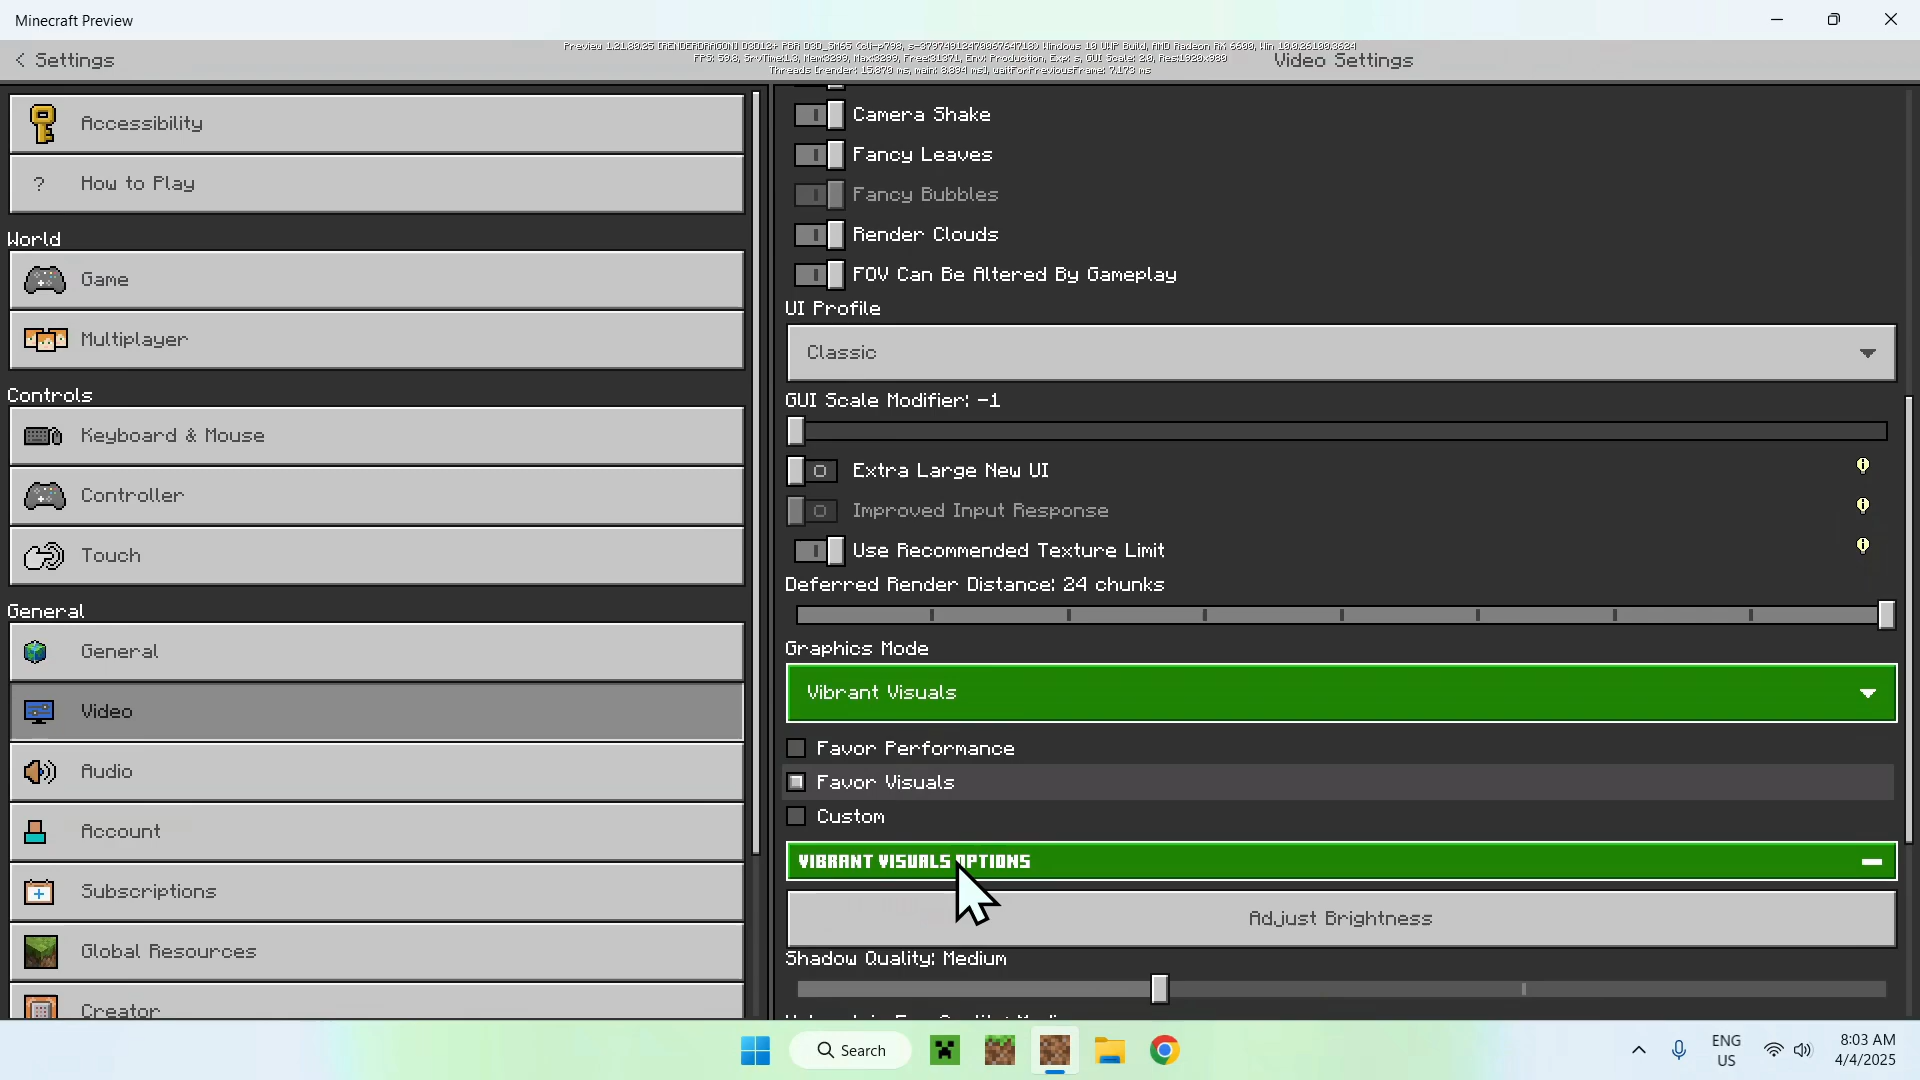 Minecraft Preview
Settings
Video Settings
Accessibility
How to Play
World
Game
Multiplayer
Controls
Keyboard & Mouse
Controller
Touch
General
General
Video
Audio
Account
Subscriptions
Global Resources
Creator
Camera Shake
Fancy Leaves
Fancy Bubbles
Render Clouds
FOV Can Be Altered By Gameplay
UI Profile
Classic
GUI Scale Modifier: -1
Extra Large New UI
Improved Input Response
Use Recommended Texture Limit
Deferred Render Distance: 24 chunks
Graphics Mode
Vibrant Visuals
Favor Performance
Favor Visuals
Custom
VIBRANT VISUALS OPTIONS
Adjust Brightness
Shadow Quality: Medium
Search
ENG
US
8:03 AM
4/4/2025